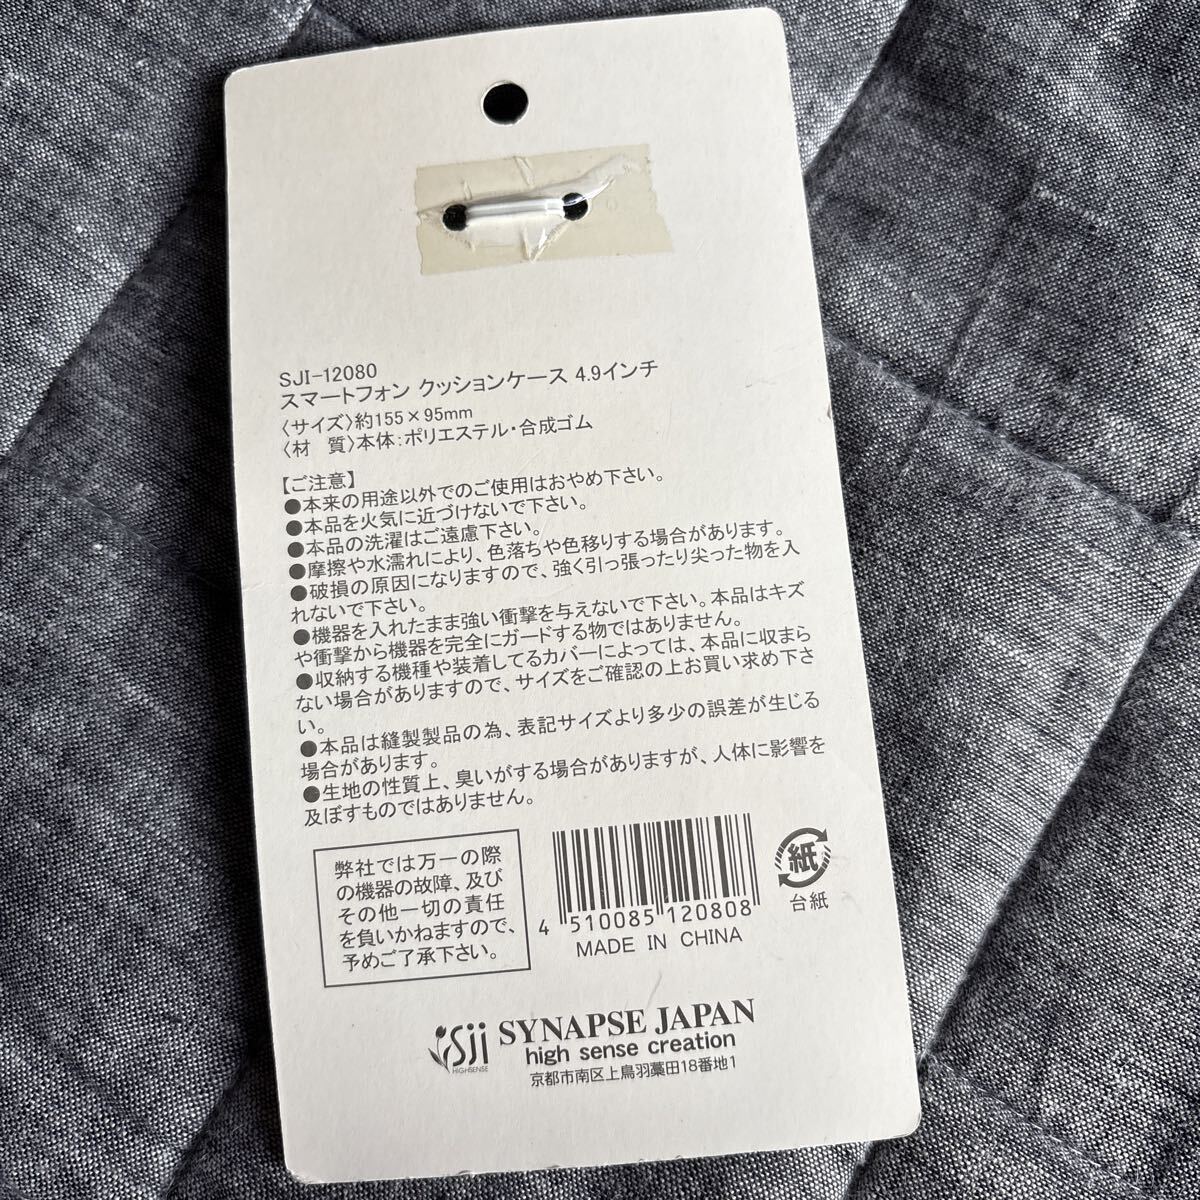 SJI-12080
スマートフォン クッションケース 4.9インチ
〈サイズ〉約155×95mm
〈材　質〉本体:ポリエステル・合成ゴム
【ご注意】
●本来の用途以外でのご使用はおやめ下さい。
●本品を火気に近づけないで下さい。
●本品の洗濯はご遠慮下さい。
●摩擦や水濡れにより、色落ちや色移りする場合があります。
●破損の原因になりますので、強く引っ張ったり尖った物を入
れないで下さい。
●機器を入れたまま強い衝撃を与えないで下さい。本品はキズ
や衝撃から機器を完全にガードする物ではありません。
●収納する機種や装着してるカバーによっては、本品に収まら
ない場合がありますので、サイズをご確認の上お買い求め下さ
い。
●本品は縫製製品の為、表記サイズより多少の誤差が生じる
場合があります。
●生地の性質上、臭いがする場合がありますが、人体に影響を
及ぼすものではありません。
弊社では万一の際
の機器の故障、及び
その他一切の責任
を負いかねますので、
予めご了承下さい。
4 510085 120808
MADE IN CHINA
紙
台紙
Sji
HIGHSENSE
SYNAPSE JAPAN
high sense creation
京都市南区上鳥羽藁田18番地1